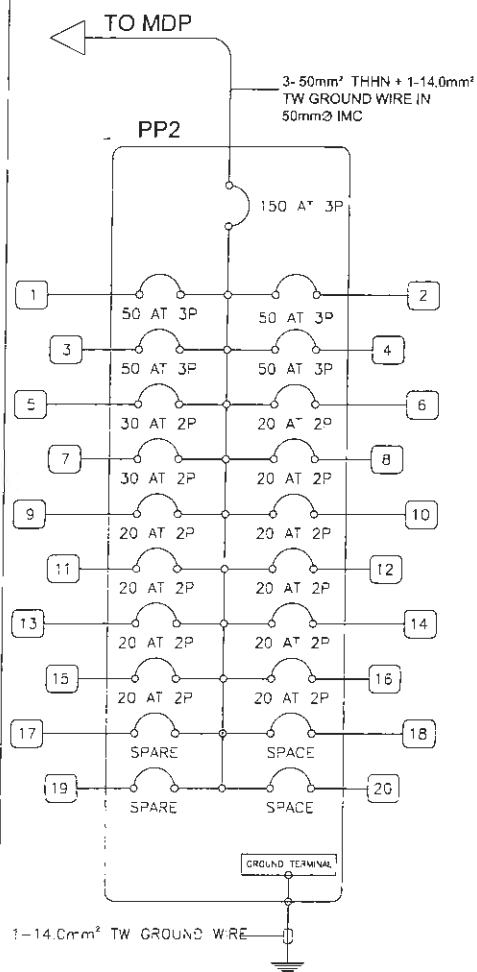 TO MDP
3-50mm² THHN + 1-14.0mm²
TW GROUND WIRE IN
50mmØ IMC
PP2
150 AT 3P
1
50 AT 3P
50 AT 3P
2
3
50 AT 3P
50 AT 3P
4
5
30 AT 2P
20 AT 2P
6
7
30 AT 2P
20 AT 2P
8
9
20 AT 2P
20 AT 2P
10
11
20 AT 2P
20 AT 2P
12
13
20 AT 2P
20 AT 2P
14
15
20 AT 2P
20 AT 2P
16
17
SPARE
SPACE
18
19
SPARE
SPACE
20
GROUND TERMINAL
1-14.0mm² TW GROUND WIRE